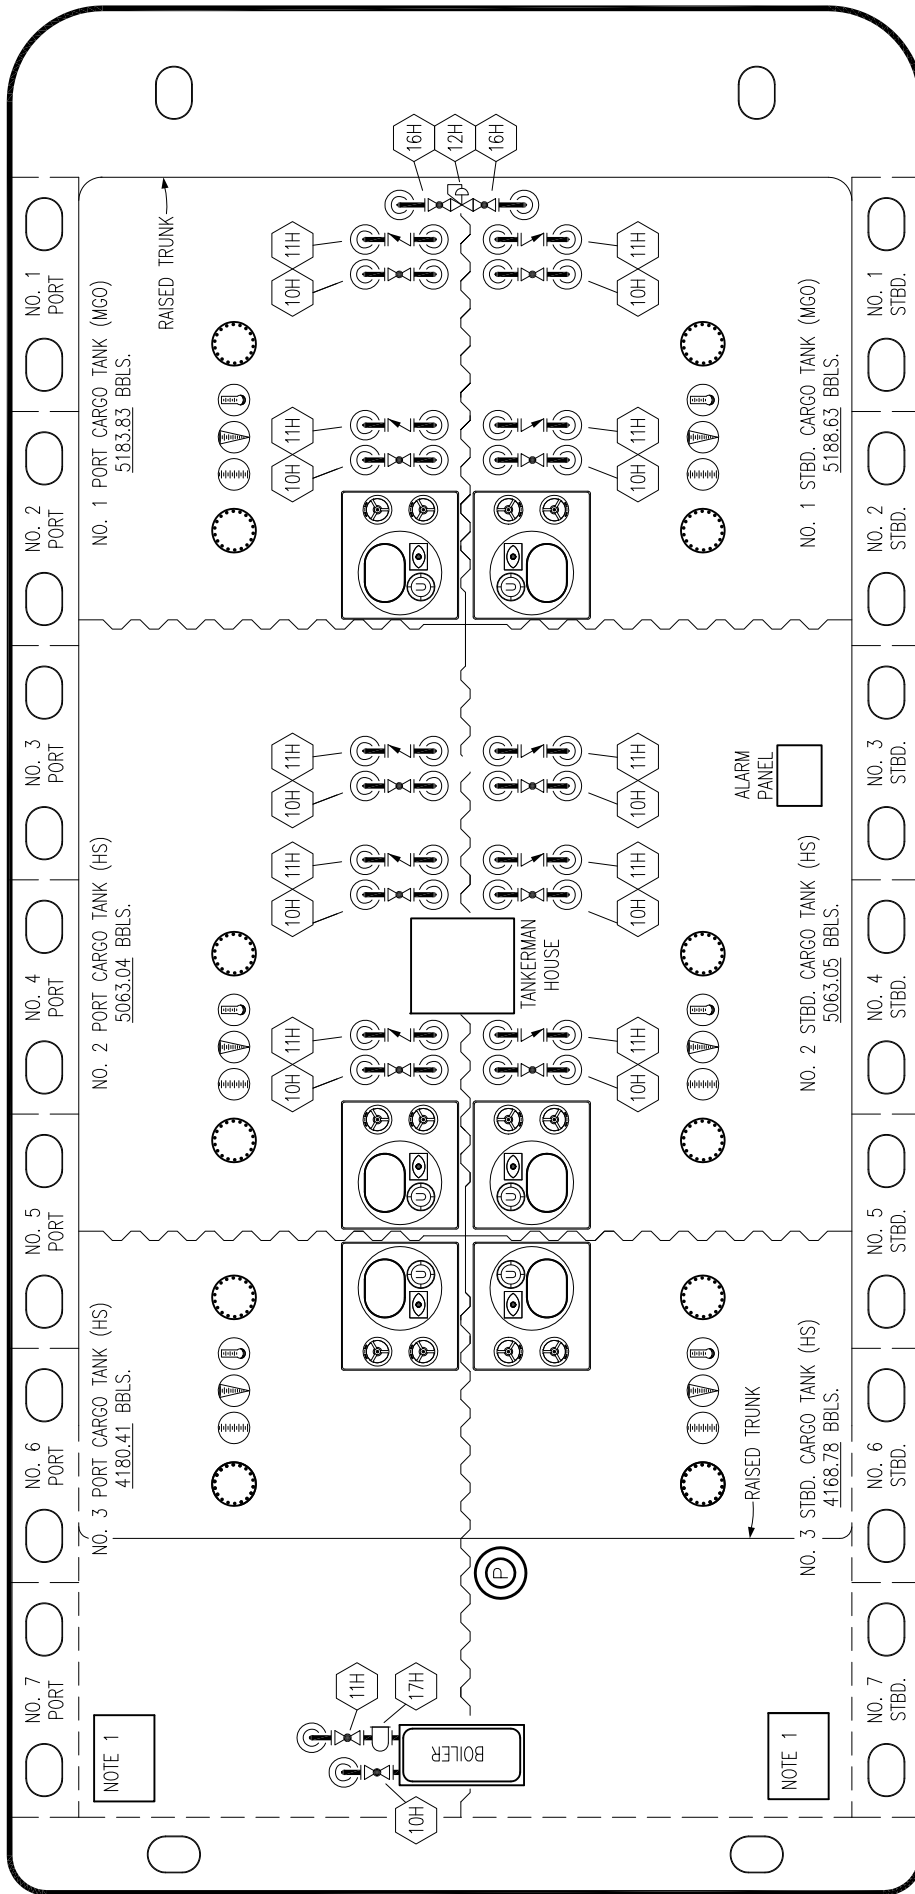 NO. 7
PORT
NO. 6
PORT
NO. 5
PORT
NO. 4
PORT
NO. 3
PORT
NO. 2
PORT
NO. 1
PORT
NOTE 1
NO. 3 PORT CARGO TANK (HS)
4180.41 BBLS.
NO. 2 PORT CARGO TANK (HS)
5063.04 BBLS.
NO. 1 PORT CARGO TANK (MGO)
5183.83 BBLS.
RAISED TRUNK
10H
11H
10H
11H
10H
11H
10H
11H
10H
11H
11H
17H
10H
16H
12H
16H
U
U
U
BOILER
P
TANKERMAN
HOUSE
U
U
U
10H
11H
10H
11H
10H
11H
10H
11H
10H
11H
ALARM
PANEL
RAISED TRUNK
NOTE 1
NO. 3 STBD. CARGO TANK (HS)
4168.78 BBLS.
NO. 2 STBD. CARGO TANK (HS)
5063.05 BBLS.
NO. 1 STBD. CARGO TANK (MGO)
5188.63 BBLS.
NO. 7
STBD.
NO. 6
STBD.
NO. 5
STBD.
NO. 4
STBD.
NO. 3
STBD.
NO. 2
STBD.
NO. 1
STBD.